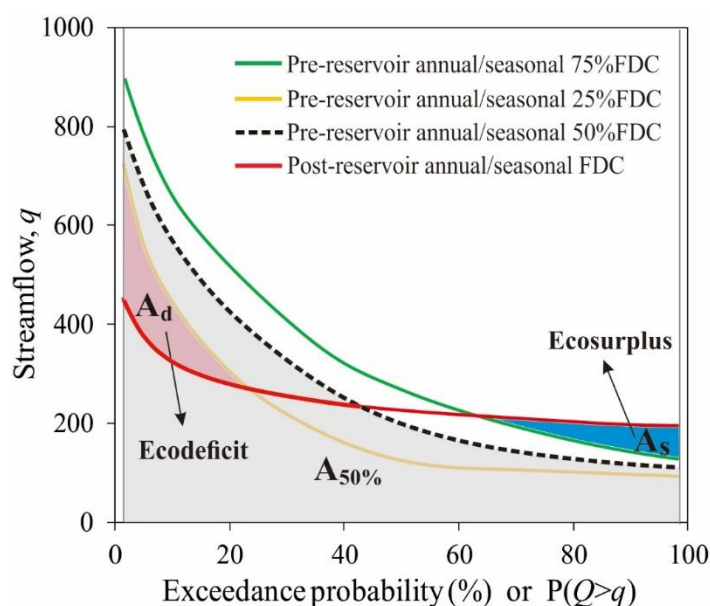 1000
800
600
400
200
0
Streamflow, q
Pre-reservoir annual/seasonal 75%FDC
Pre-reservoir annual/seasonal 25%FDC
Pre-reservoir annual/seasonal 50%FDC
Post-reservoir annual/seasonal FDC
Ad
Ecodeficit
A50%
Ecosurplus
As
0 20 40 60 80 100
Exceedance probability (%) or P(Q>q)